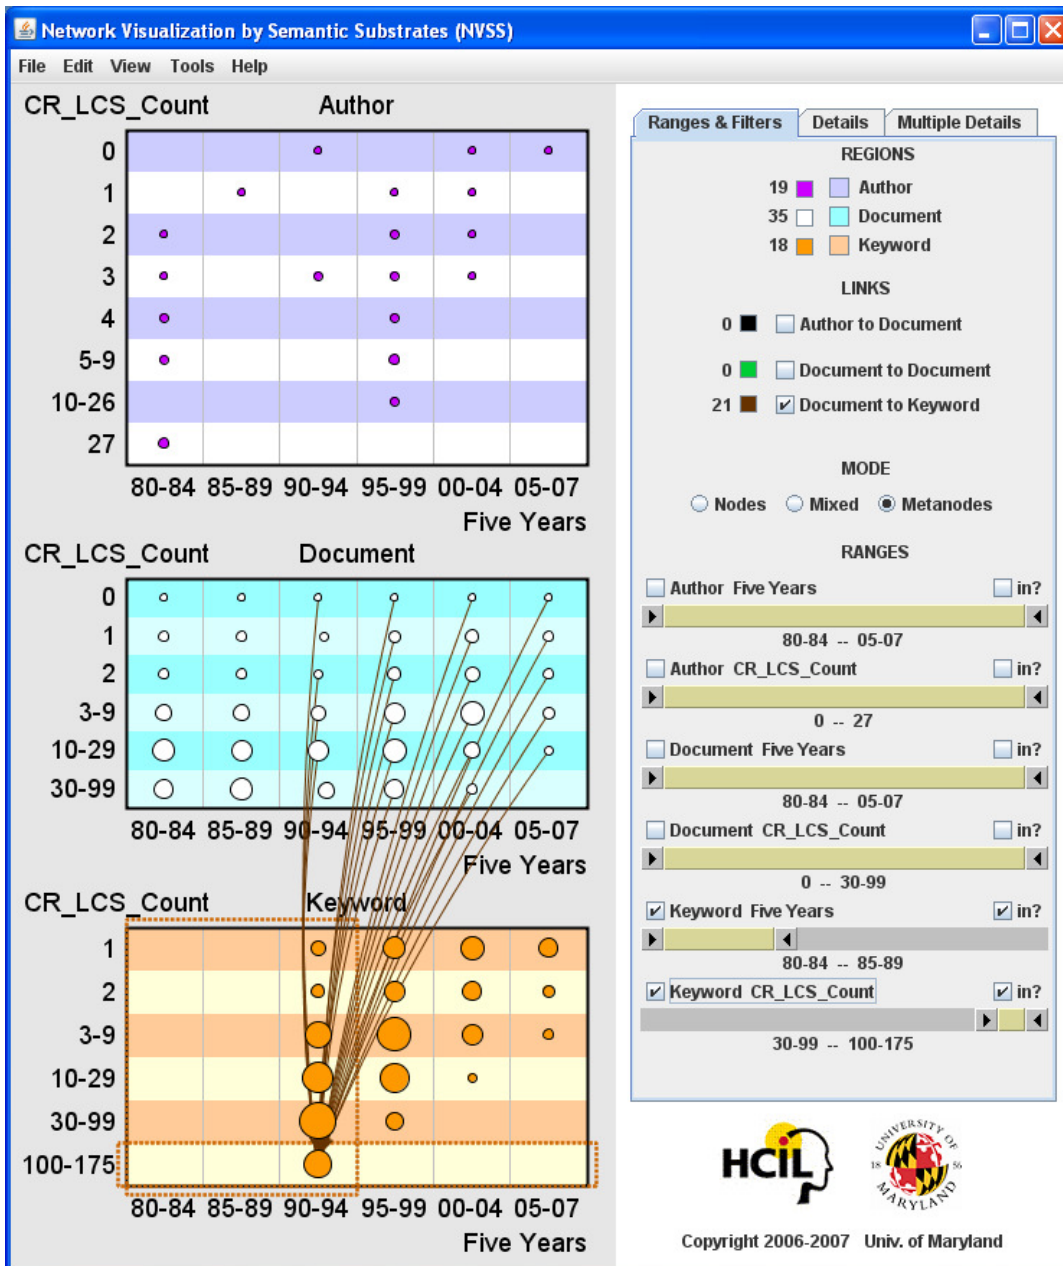 Network Visualization by Semantic Substrates (NVSS)
File Edit View Tools Help
CR_LCS_Count Author
0
1
2
3
4
5-9
10-26
27
80-84 85-89 90-94 95-99 00-04 05-07
Five Years
CR_LCS_Count Document
0
1
2
3-9
10-29
30-99
80-84 85-89 90-94 95-99 00-04 05-07
Five Years
CR_LCS_Count Keyword
1
2
3-9
10-29
30-99
100-175
80-84 85-89 90-94 95-99 00-04 05-07
Five Years
Ranges & Filters Details Multiple Details
REGIONS
19 Author
35 Document
18 Keyword
LINKS
0 Author to Document
0 Document to Document
21 Document to Keyword
MODE
Nodes Mixed Metanodes
RANGES
Author Five Years in?
80-84 -- 05-07
Author CR_LCS_Count in?
0 -- 27
Document Five Years in?
80-84 -- 05-07
Document CR_LCS_Count in?
0 -- 30-99
Keyword Five Years in?
80-84 -- 85-89
Keyword CR_LCS_Count in?
30-99 -- 100-175
HCIL
UNIVERSITY OF
18 56
MARYLAND
Copyright 2006-2007 Univ. of Maryland